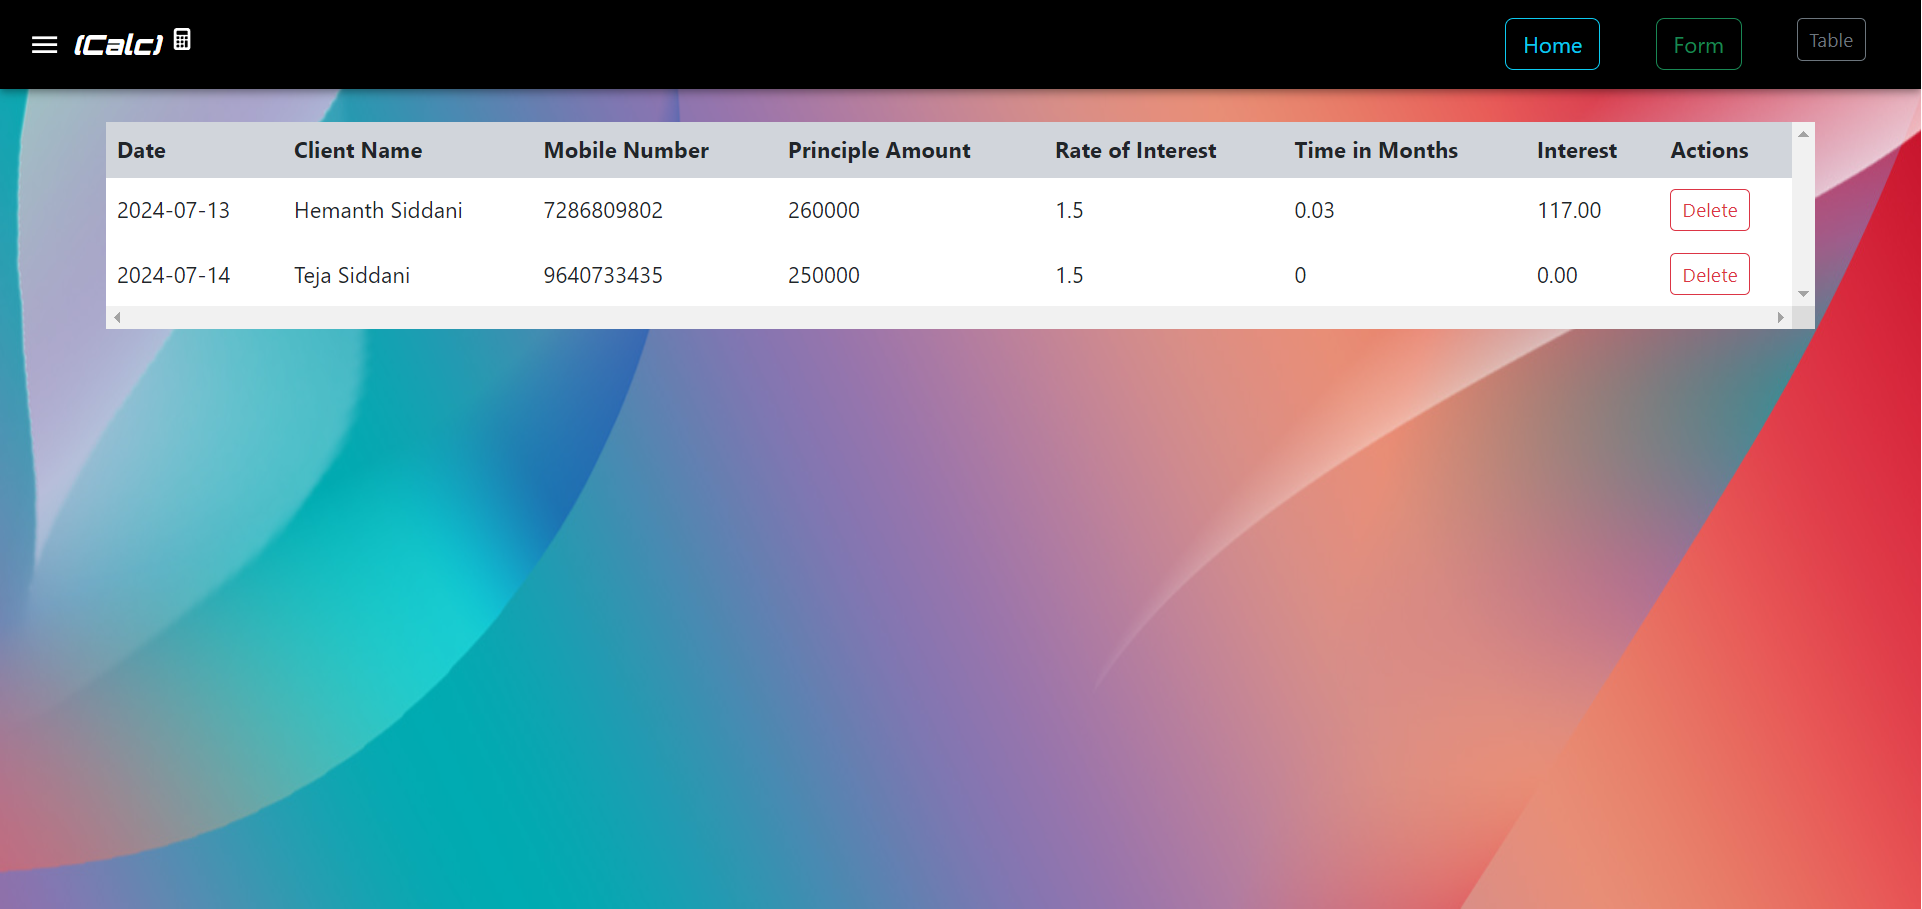 (Calc)
Home Form Table
Date Client Name Mobile Number Principle Amount Rate of Interest Time in Months Interest Actions
2024-07-13 Hemanth Siddani 7286809802 260000 1.5 0.03 117.00 Delete
2024-07-14 Teja Siddani 9640733435 250000 1.5 0 0.00 Delete